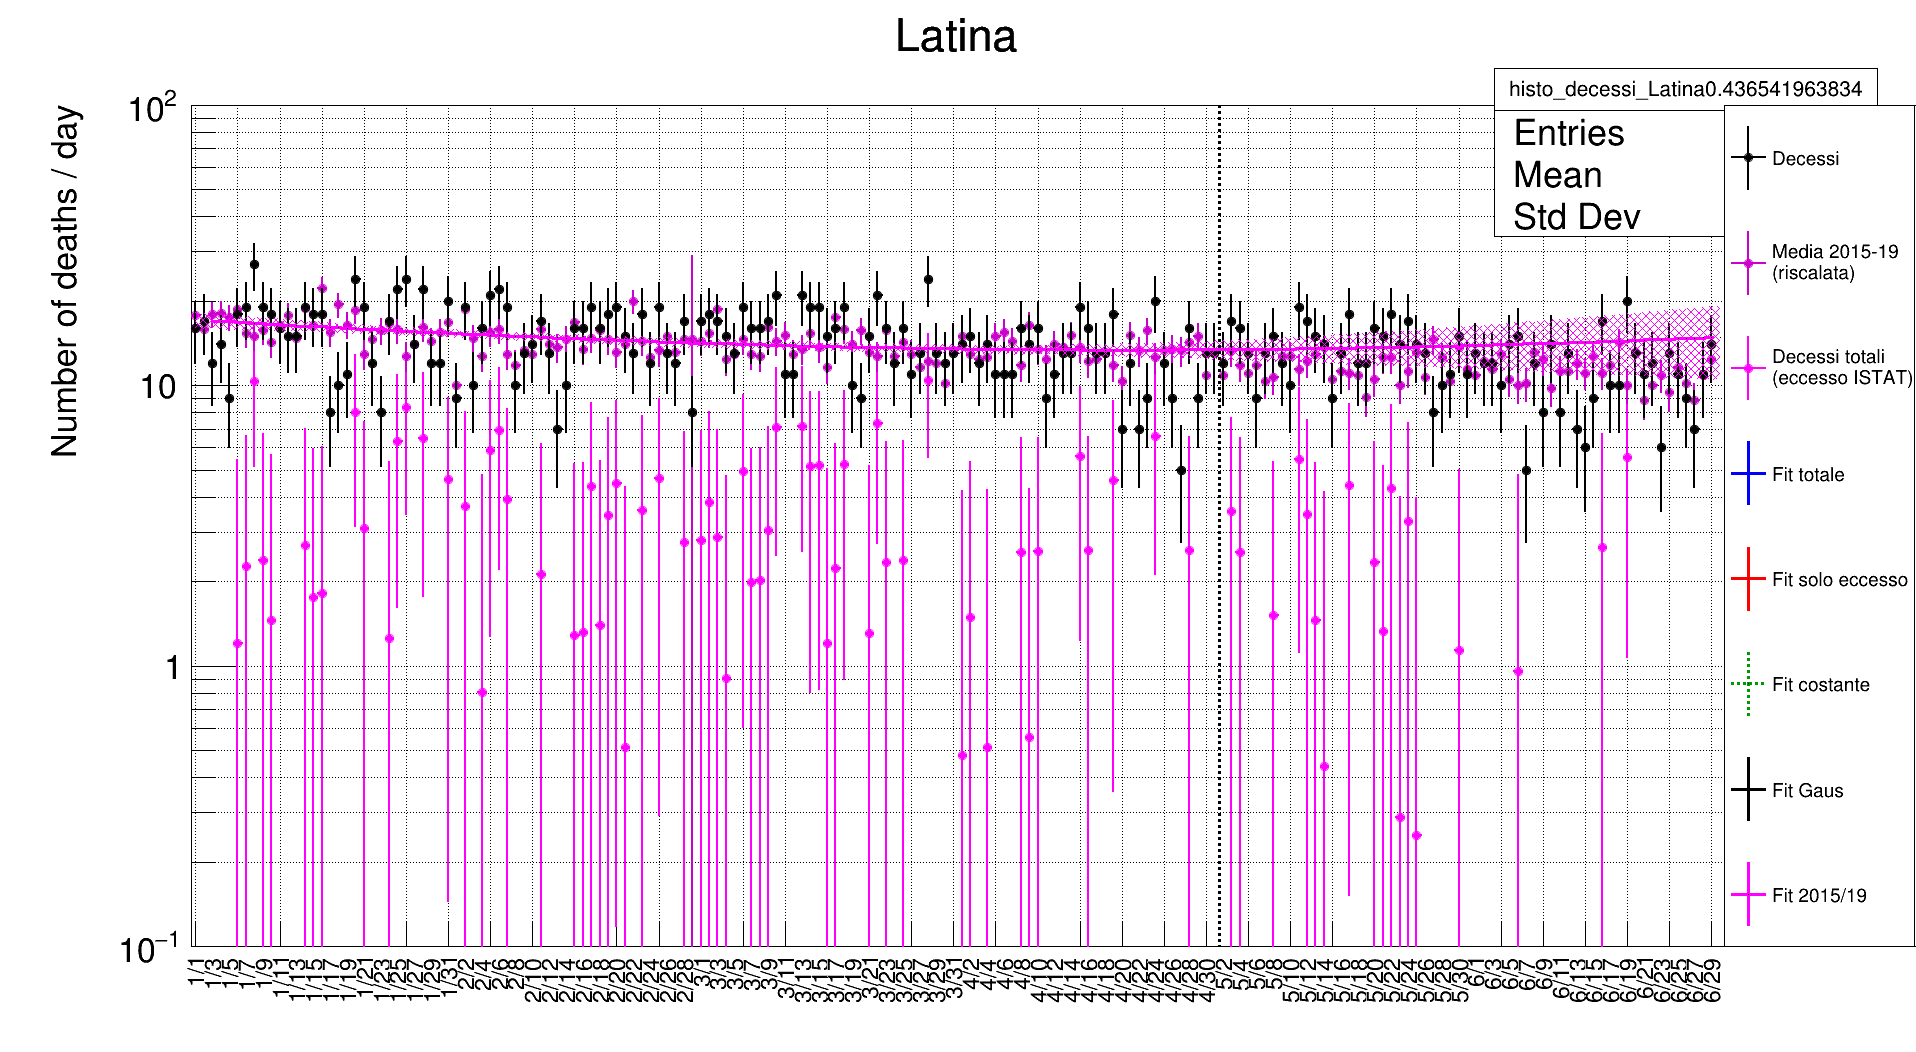 Latina
histo_decessi_Latina0.436541963834
Entries
Mean
Std Dev
Number of deaths / day
10²
10
1
10⁻¹
Decessi
Media 2015-19
(riscalata)
Decessi totali
(eccesso ISTAT)
Fit totale
Fit solo eccesso
Fit costante
Fit Gaus
Fit 2015/19
1/1 1/3 1/5 1/7 1/9 1/11 1/13 1/15 1/17 1/19 1/21 1/23 1/25 1/27 1/29 1/31 2/2 2/4 2/6 2/8 2/10 2/12 2/14 2/16 2/18 2/20 2/22 2/24 2/26 2/28 3/1 3/3 3/5 3/7 3/9 3/11 3/13 3/15 3/17 3/19 3/21 3/23 3/25 3/27 3/29 3/31 4/2 4/4 4/6 4/8 4/10 4/12 4/14 4/16 4/18 4/20 4/22 4/24 4/26 4/28 4/30 5/2 5/4 5/6 5/8 5/10 5/12 5/14 5/16 5/18 5/20 5/22 5/24 5/26 5/28 5/30 6/1 6/3 6/5 6/7 6/9 6/11 6/13 6/15 6/17 6/19 6/21 6/23 6/25 6/27 6/29